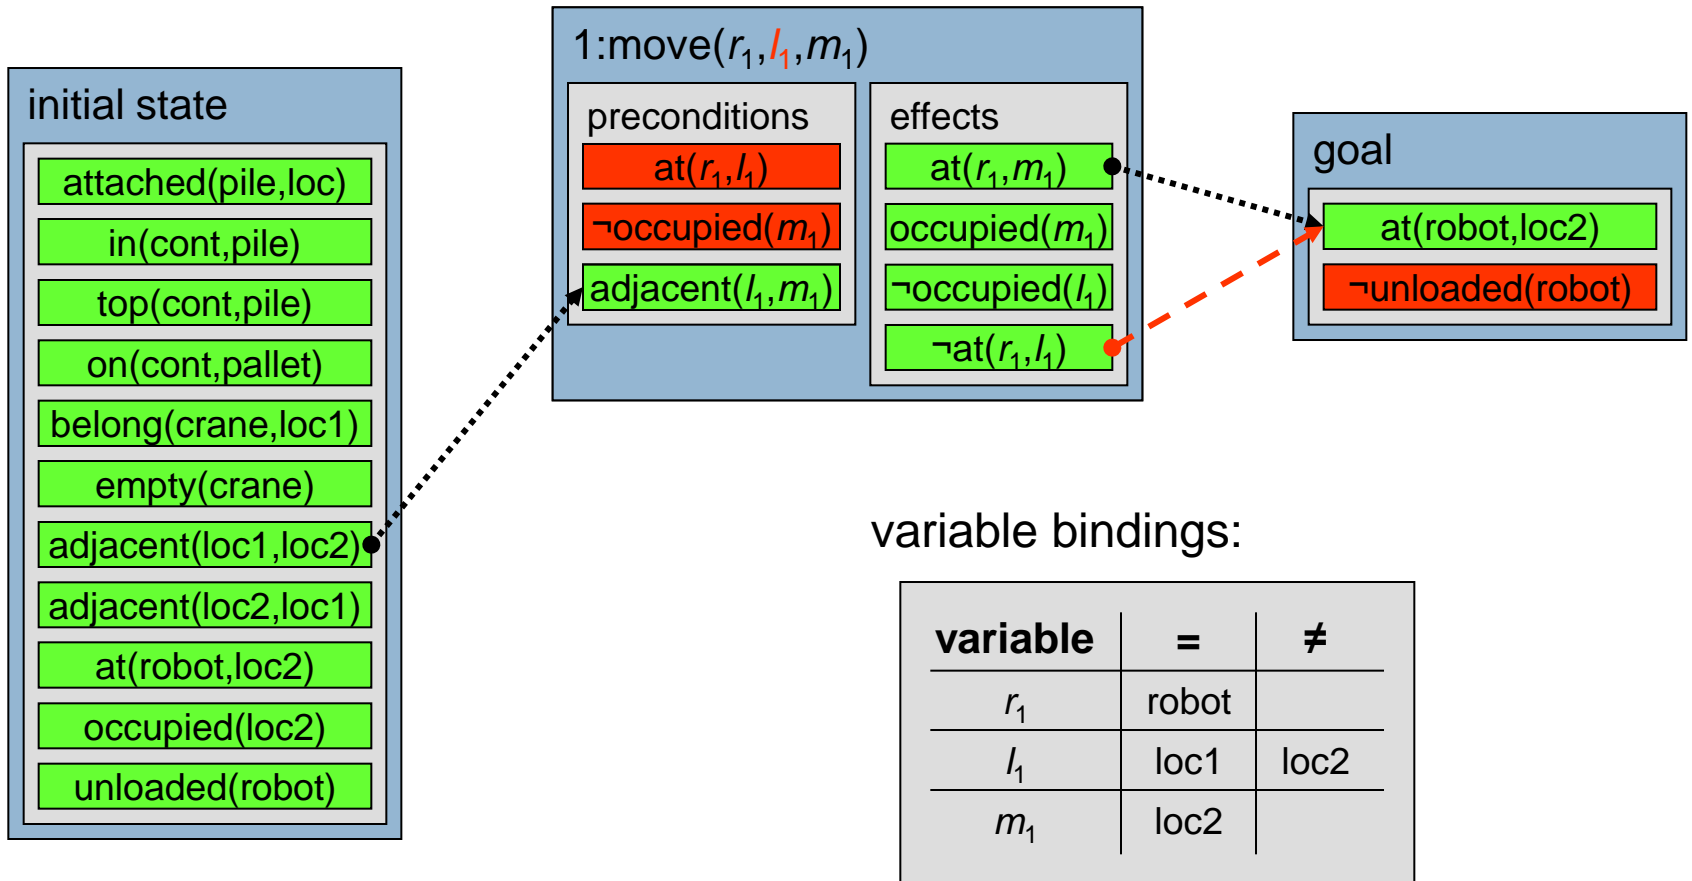 initial state
attached(pile,loc)
in(cont,pile)
top(cont,pile)
on(cont,pallet)
belong(crane,loc1)
empty(crane)
adjacent(loc1,loc2)
adjacent(loc2,loc1)
at(robot,loc2)
occupied(loc2)
unloaded(robot)
1:move(r₁,l₁,m₁)
preconditions
at(r₁,l₁)
¬occupied(m₁)
adjacent(l₁,m₁)
effects
at(r₁,m₁)
occupied(m₁)
¬occupied(l₁)
¬at(r₁,l₁)
goal
at(robot,loc2)
¬unloaded(robot)
variable bindings:
variable = ≠
r₁ robot
l₁ loc1 loc2
m₁ loc2